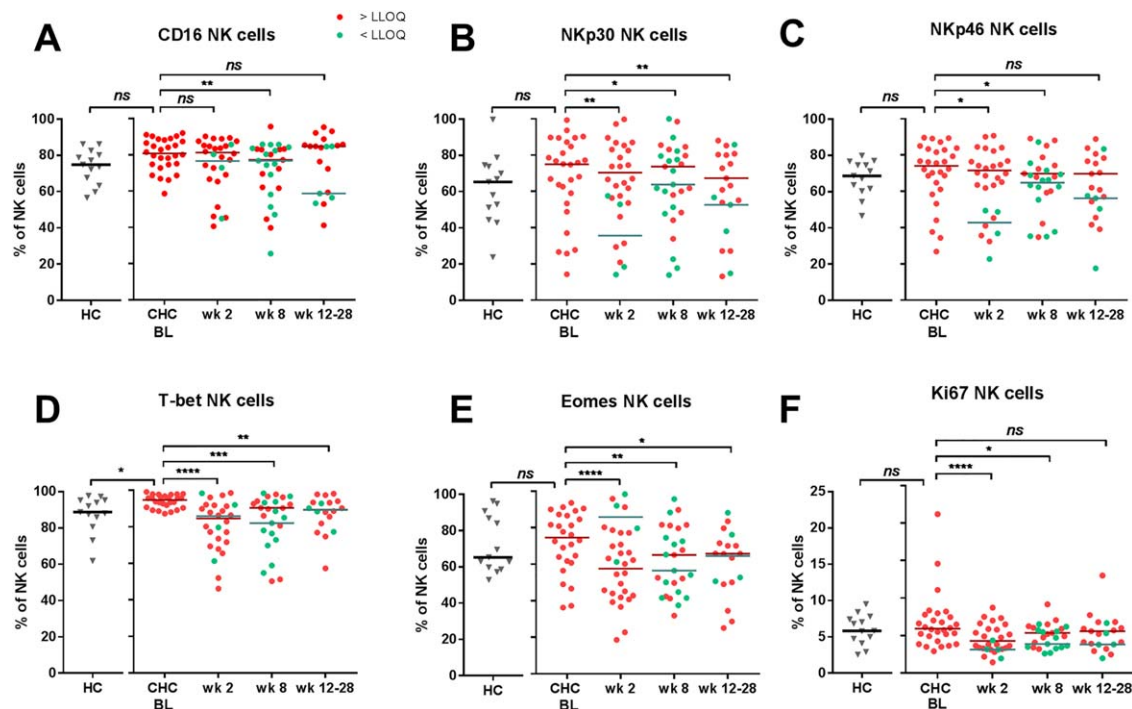 A
CD16 NK cells
> LLOQ
< LLOQ
ns
ns
**
ns
% of NK cells
100
80
60
40
20
0
HC
CHC
BL
wk 2
wk 8
wk 12-28
B
NKp30 NK cells
**
*
ns
**
% of NK cells
100
80
60
40
20
0
HC
CHC
BL
wk 2
wk 8
wk 12-28
C
NKp46 NK cells
ns
*
ns
*
% of NK cells
100
80
60
40
20
0
HC
CHC
BL
wk 2
wk 8
wk 12-28
D
T-bet NK cells
**
***
*
****
% of NK cells
100
80
60
40
20
0
HC
CHC
BL
wk 2
wk 8
wk 12-28
E
Eomes NK cells
*
**
ns
****
% of NK cells
100
80
60
40
20
0
HC
CHC
BL
wk 2
wk 8
wk 12-28
F
Ki67 NK cells
ns
*
ns
****
% of NK cells
25
20
15
10
5
0
HC
CHC
BL
wk 2
wk 8
wk 12-28